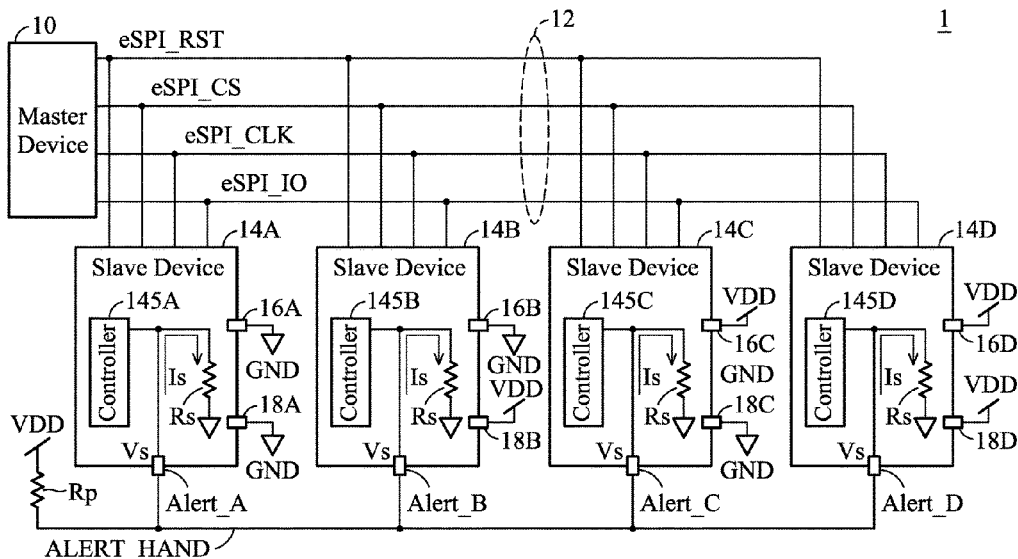 10
12
1
eSPI_RST
eSPI_CS
Master
Device
eSPI_CLK
eSPI_IO
14A
14B
14C
14D
Slave Device
Slave Device
Slave Device
Slave Device
145A
16A
145B
16B
145C
VDD
145D
VDD
Controller
Controller
Controller
Controller
16C
16D
GND
GND
GND
Is
Is
Is
Is
VDD
VDD
Rs
18A
Rs
18B
Rs
18C
Rs
18D
VDD
Vs
GND
Vs
Vs
GND
Vs
Rp
Alert_A
Alert_B
Alert_C
Alert_D
ALERT_HAND